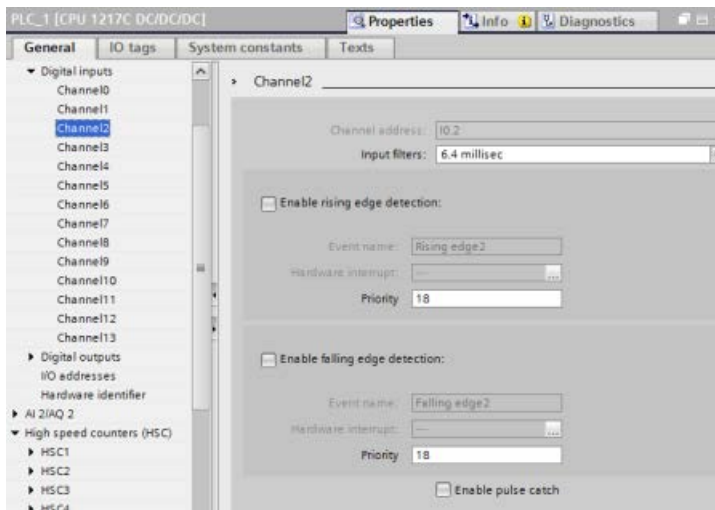 PLC_1 [CPU 1217C DC/DC/DC]
Properties
Info
Diagnostics
General
IO tags
System constants
Texts
Digital inputs
Channel0
Channel1
Channel2
Channel3
Channel4
Channel5
Channel6
Channel7
Channel8
Channel9
Channel10
Channel11
Channel12
Channel13
Digital outputs
I/O addresses
Hardware identifier
AI 2/AQ 2
High speed counters (HSC)
HSC1
HSC2
HSC3
HSC4
Channel2
Channel address: I0.2
Input filters: 6.4 millisec
Enable rising edge detection:
Event name: Rising edge2
Hardware interrupt: ---
...
Priority 18
Enable falling edge detection:
Event name: Falling edge2
Hardware interrupt: ---
...
Priority 18
Enable pulse catch